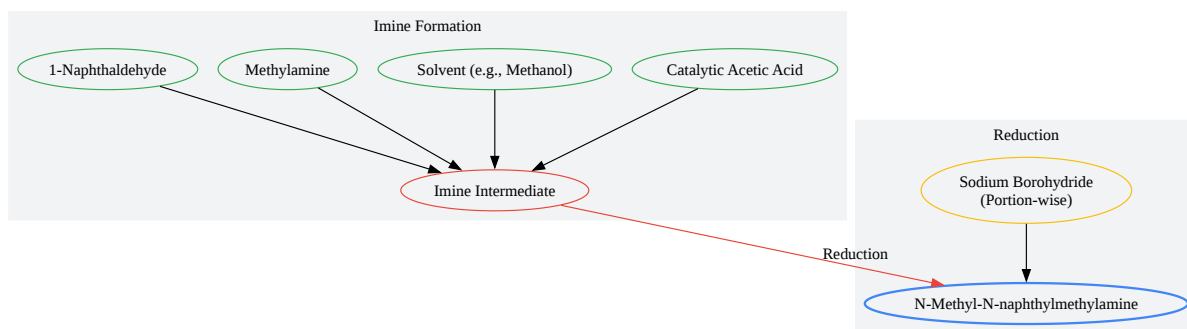 Imine Formation
1-Naphthaldehyde
Methylamine
Solvent (e.g., Methanol)
Catalytic Acetic Acid
Imine Intermediate
Reduction
Sodium Borohydride
(Portion-wise)
Reduction
N-Methyl-N-naphthylmethylamine